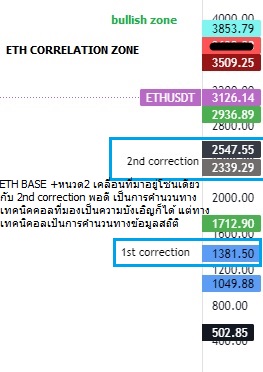 4000.00
bullish zone
3853.79
ETH CORRELATION ZONE
3509.25
ETHUSDT 3126.14
2936.89
2800.00
2547.55
2nd correction
2339.29
ETH BASE +หนวด2 เคลื่อนที่มาอยู่โซนเดียว
กับ 2nd correction พอดี เป็นการคำนวนทาง
2000.00
เทคนิคคอลที่มองเป็นความบังเอิญก็ได้ แต่ทาง
1712.90
เทคนิคอลเป็นการคำนวนทางข้อมูลสถิติ
1600.00
1st correction
1381.50
1200.00
1049.88
800.00
502.85
400.00